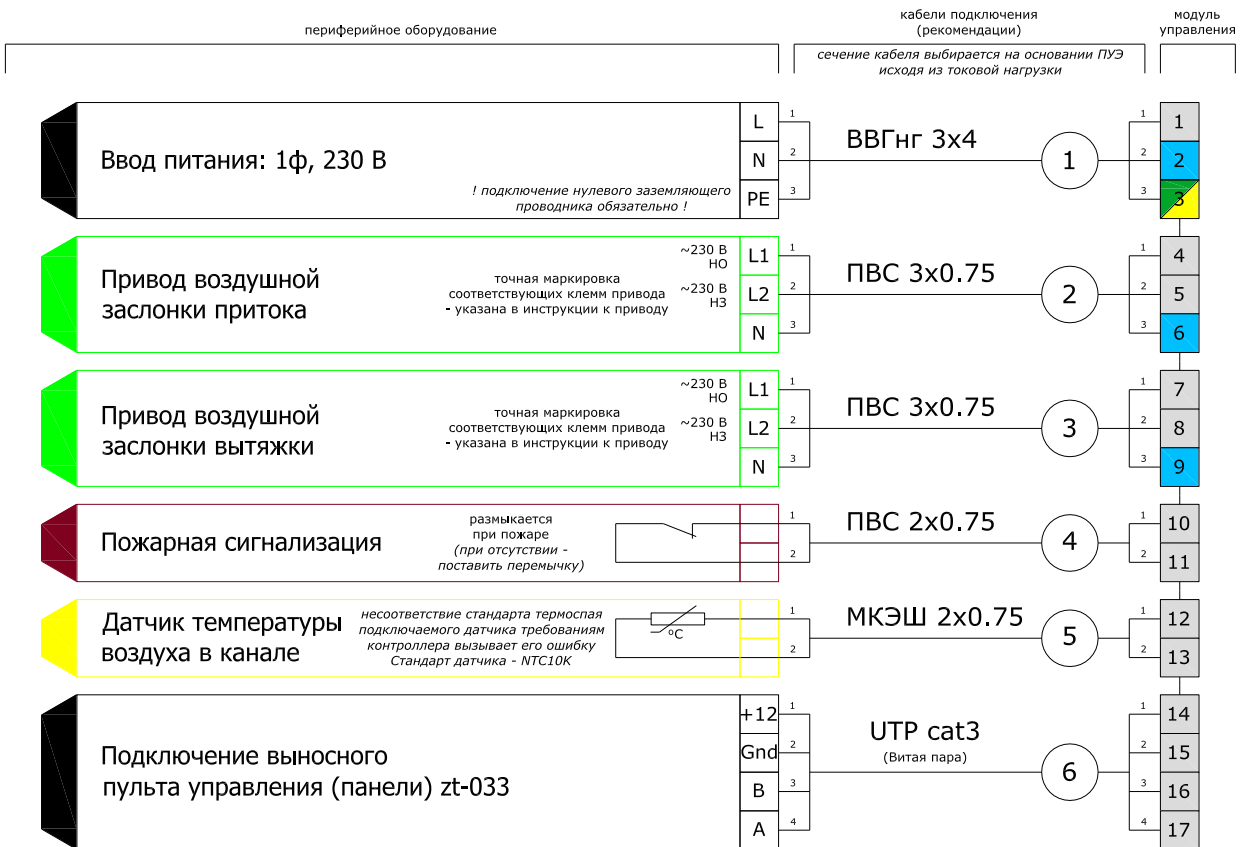 периферийное оборудование
кабели подключения
(рекомендации)
модуль
управления
сечение кабеля выбирается на основании ПУЭ
исходя из токовой нагрузки
Ввод питания: 1ф, 230 В
! подключение нулевого заземляющего
проводника обязательно !
L
N
PE
1
2
3
ВВГнг 3х4
1
1
2
3
1
2
3
Привод воздушной
заслонки притока
точная маркировка
соответствующих клемм привода
- указана в инструкции к приводу
~230 В
НО
~230 В
НЗ
L1
L2
N
1
2
3
ПВС 3х0.75
2
1
2
3
4
5
6
Привод воздушной
заслонки вытяжки
точная маркировка
соответствующих клемм привода
- указана в инструкции к приводу
~230 В
НО
~230 В
НЗ
L1
L2
N
1
2
3
ПВС 3х0.75
3
1
2
3
7
8
9
Пожарная сигнализация
размыкается
при пожаре
(при отсутствии -
поставить перемычку)
1
2
ПВС 2х0.75
4
1
2
10
11
Датчик температуры
воздуха в канале
несоответствие стандарта термоспая
подключаемого датчика требованиям
контроллера вызывает его ошибку
Стандарт датчика - NTC10K
°C
1
2
МКЭШ 2х0.75
5
1
2
12
13
Подключение выносного
пульта управления (панели) zt-033
+12
Gnd
B
A
1
2
3
4
UTP cat3
(Витая пара)
6
1
2
3
4
14
15
16
17